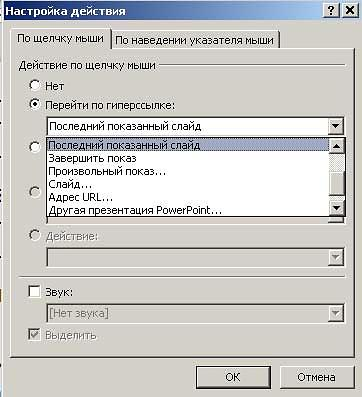 Настройка действия
По щелчку мыши
По наведении указателя мыши
Действие по щелчку мыши
Нет
Перейти по гиперссылке:
Последний показанный слайд
Последний показанный слайд
Завершить показ
Произвольный показ...
Слайд...
Адрес URL...
Другая презентация PowerPoint...
Действие:
Звук:
[Нет звука]
Выделить
ОК
Отмена